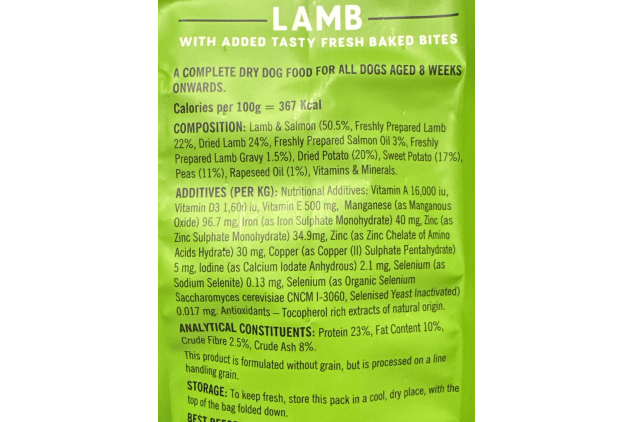 LAMB
WITH ADDED TASTY FRESH BAKED BITES
A COMPLETE DRY DOG FOOD FOR ALL DOGS AGED 8 WEEKS
ONWARDS.
Calories per 100g = 367 Kcal
COMPOSITION: Lamb & Salmon (50.5%, Freshly Prepared Lamb
22%, Dried Lamb 24%, Freshly Prepared Salmon Oil 3%, Freshly
Prepared Lamb Gravy 1.5%), Dried Potato (20%), Sweet Potato (17%),
Peas (11%), Rapeseed Oil (1%), Vitamins & Minerals.
ADDITIVES (PER KG): Nutritional Additives: Vitamin A 16,000 iu,
Vitamin D3 iu, Vitamin E 500 mg, Manganese (as Manganous
Oxide) 96.7 mg, Iron (as Iron Sulphate Monohydrate) 40 mg, Zinc (as
Zinc Sulphate Monohydrate) 34.9mg, Zinc (as Zinc Chelate of Amino
Acids Hydrate) 30 mg, Copper (as Copper (II) Sulphate Pentahydrate)
5 mg, Iodine (as Calcium Iodate Anhydrous) 2.1 mg, Selenium (as
Sodium Selenite) 0.13 mg, Selenium (as Organic Selenium
Saccharomyces cerevisiae CNCM I-3060, Selenised Yeast Inactivated)
0.017 mg. Antioxidants – Tocopherol rich extracts of natural origin.
ANALYTICAL CONSTITUENTS: Protein 23%, Fat Content 10%,
Crude Fibre 2.5%, Crude Ash 8%.
This product is formulated without grain, but is processed on a line
handling grain.
STORAGE: To keep fresh, store this pack in a cool, dry place, with the
top of the bag folded down.